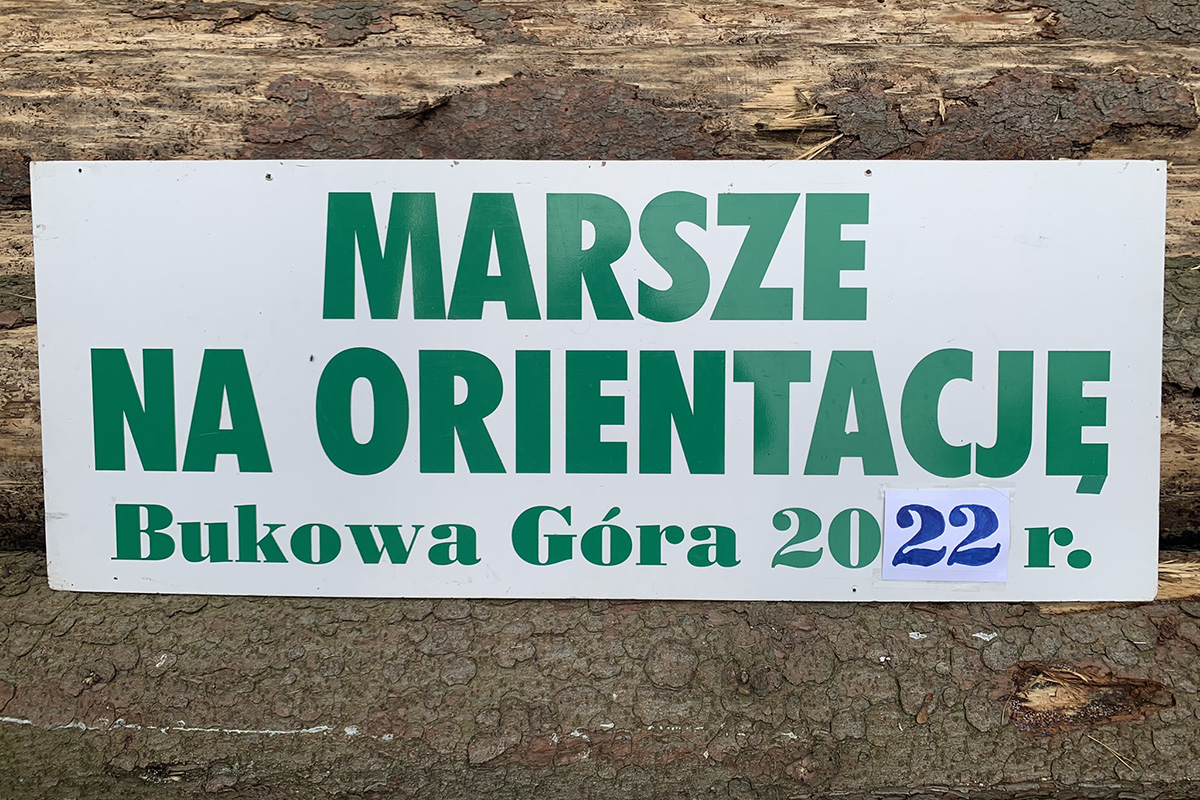 MARSZE
NA ORIENTACJĘ
Bukowa Góra 2022 r.